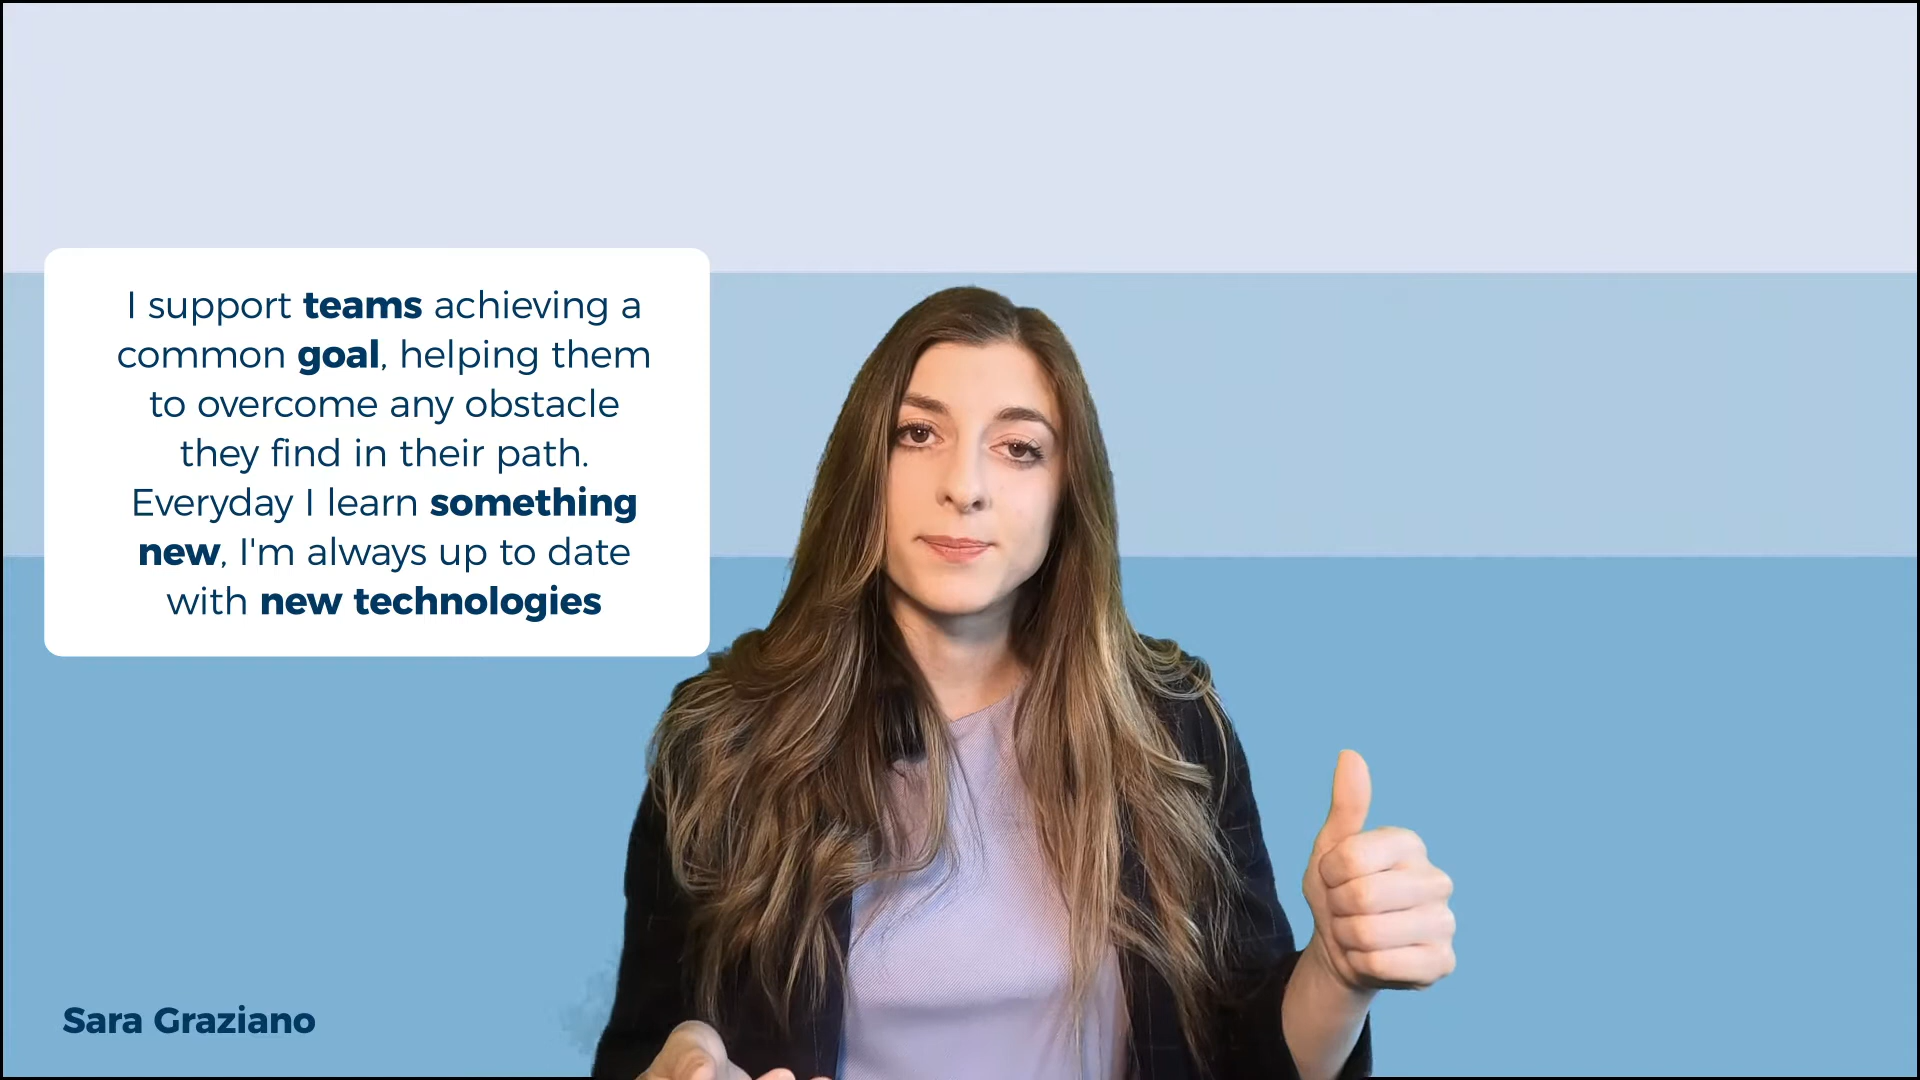 I support teams achieving a
common goal, helping them
to overcome any obstacle
they find in their path.
Everyday I learn something
new, I'm always up to date
with new technologies
Sara Graziano